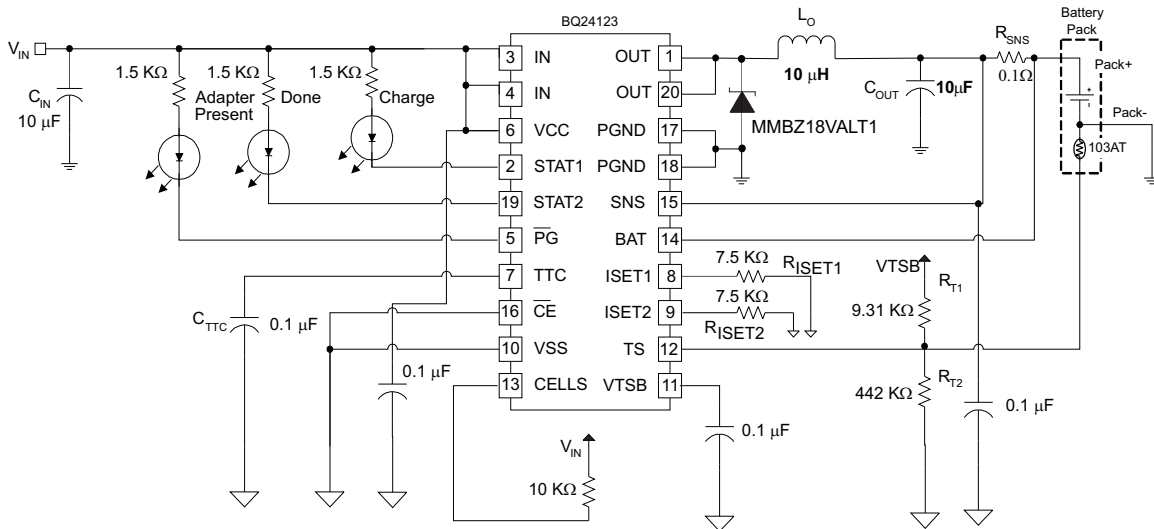 BQ24123
V_IN
C_IN
10 μF
1.5 KΩ
Adapter
Present
1.5 KΩ
Done
1.5 KΩ
Charge
3 IN
4 IN
6 VCC
2 STAT1
19 STAT2
5 P̅G̅
7 TTC
16 C̅E̅
10 VSS
13 CELLS
OUT 1
OUT 20
PGND 17
PGND 18
SNS 15
BAT 14
ISET1 8
ISET2 9
TS 12
VTSB 11
L_O
10 μH
MMBZ18VALT1
C_OUT
10μF
R_SNS
0.1Ω
Battery
Pack
Pack+
+
Pack-
103AT
7.5 KΩ
R_ISET1
7.5 KΩ
R_ISET2
VTSB
R_T1
9.31 KΩ
R_T2
442 KΩ
0.1 μF
C_TTC
0.1 μF
0.1 μF
0.1 μF
V_IN
10 KΩ